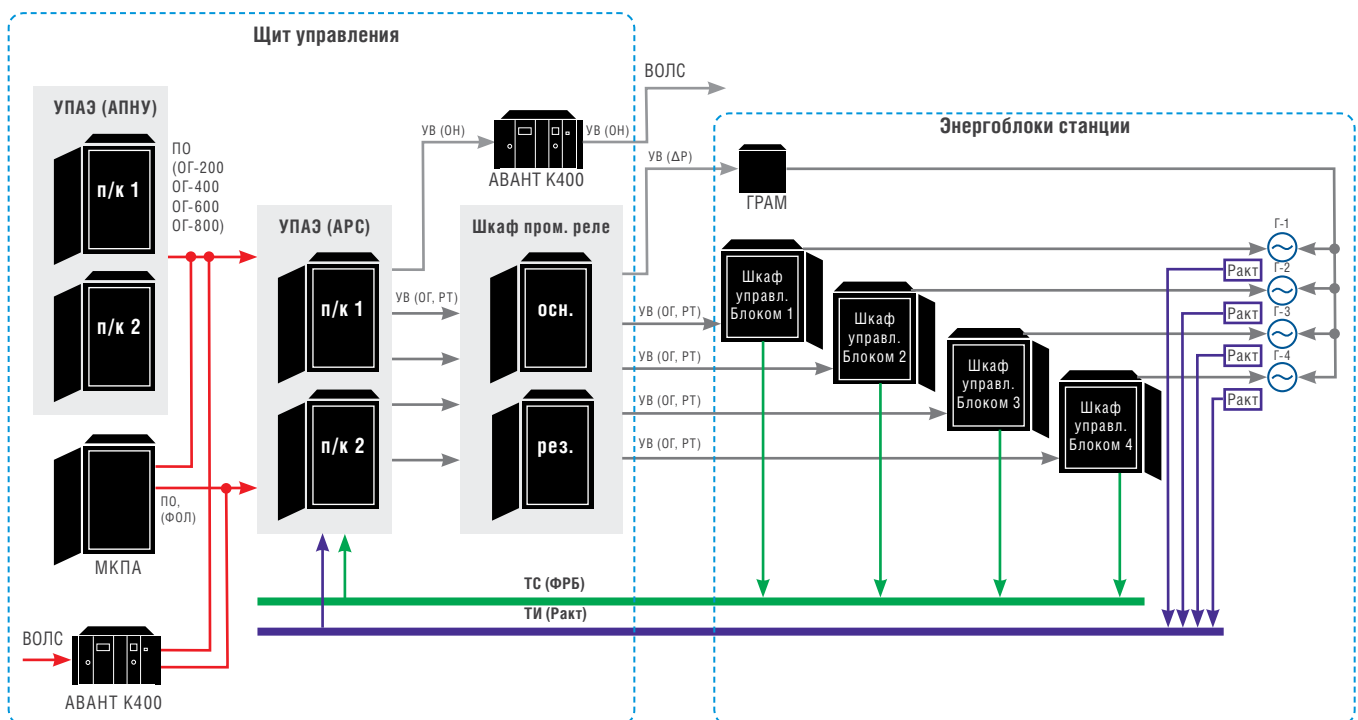 Щит управления
УПАЭ (АПНУ)
п/к 1
п/к 2
ПО
(ОГ-200
ОГ-400
ОГ-600
ОГ-800)
МКПА
ПО,
(ФОЛ)
ВОЛС
АВАНТ К400
УПАЭ (АРС)
п/к 1
п/к 2
УВ (ОН)
АВАНТ К400
УВ (ОН)
ВОЛС
УВ (ОГ, РТ)
Шкаф пром. реле
осн.
рез.
УВ (ΔР)
УВ (ОГ, РТ)
УВ (ОГ, РТ)
УВ (ОГ, РТ)
УВ (ОГ, РТ)
Энергоблоки станции
ГРАМ
Шкаф
управл.
Блоком 1
Шкаф
управл.
Блоком 2
Шкаф
управл.
Блоком 3
Шкаф
управл.
Блоком 4
Г-1
Ракт
Г-2
Ракт
Г-3
Ракт
Г-4
Ракт
ТС (ФРБ)
ТИ (Ракт)